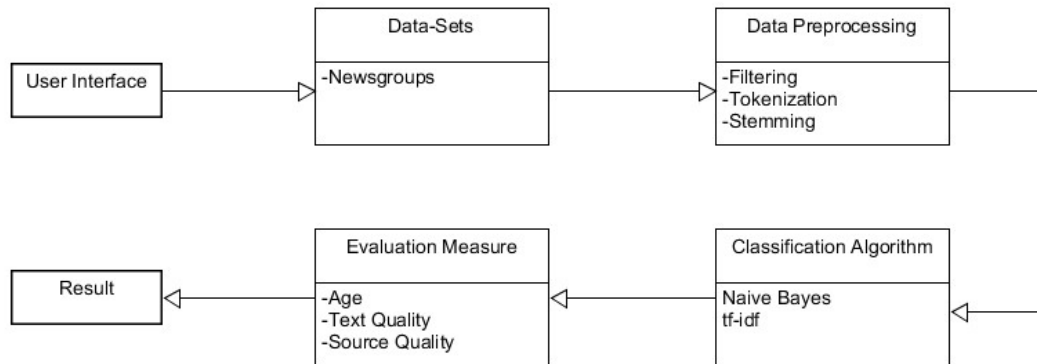 User Interface
Data-Sets
-Newsgroups
Data Preprocessing
-Filtering
-Tokenization
-Stemming
Classification Algorithm
Naive Bayes
tf-idf
Evaluation Measure
-Age
-Text Quality
-Source Quality
Result